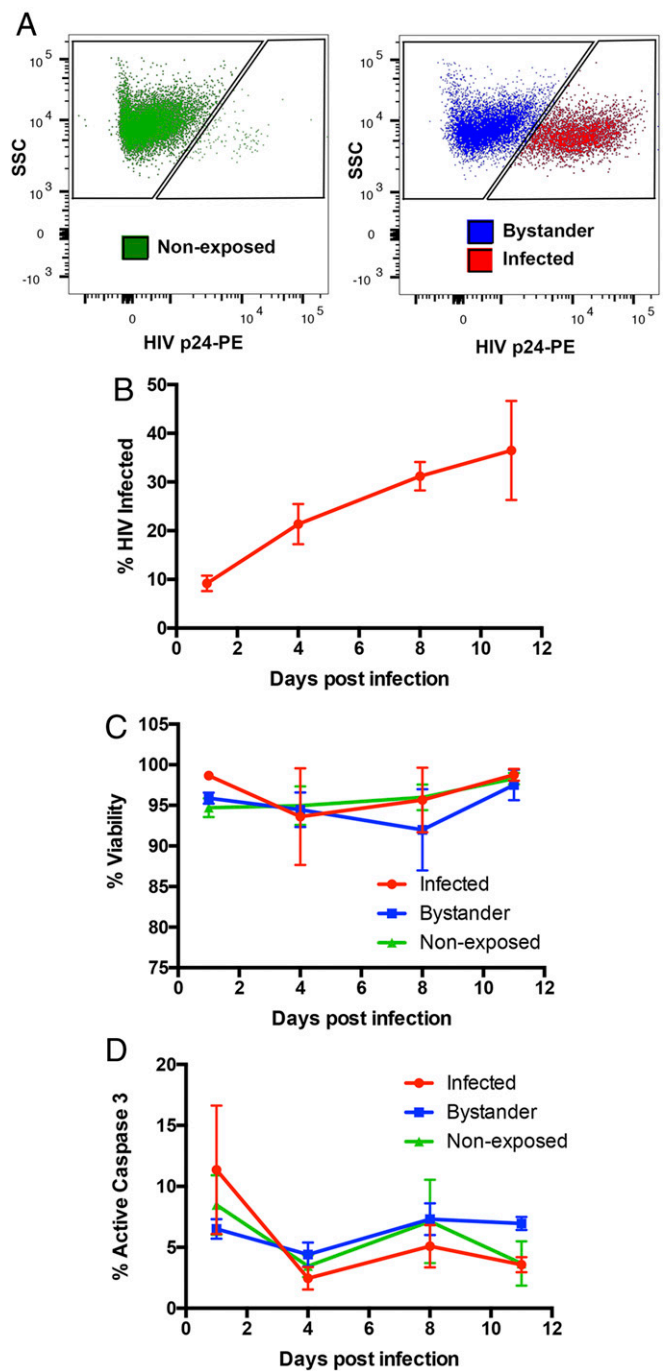 A
SSC
10^5
10^4
10^3
0
-10^3
Non-exposed
0
10^4
10^5
HIV p24-PE
SSC
10^5
10^4
10^3
0
-10^3
Bystander
Infected
0
10^4
10^5
HIV p24-PE
B
% HIV Infected
50
40
30
20
10
0
0 2 4 6 8 10 12
Days post infection
C
% Viability
105
100
95
90
85
80
75
Infected
Bystander
Non-exposed
0 2 4 6 8 10 12
Days post infection
D
% Active Caspase 3
20
15
10
5
0
Infected
Bystander
Non-exposed
0 2 4 6 8 10 12
Days post infection